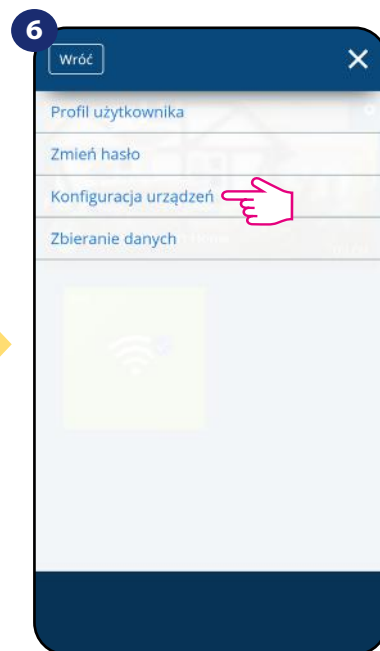 6
Wróć
Profil użytkownika
Zmień hasło
Konfiguracja urządzeń
Zbieranie danych